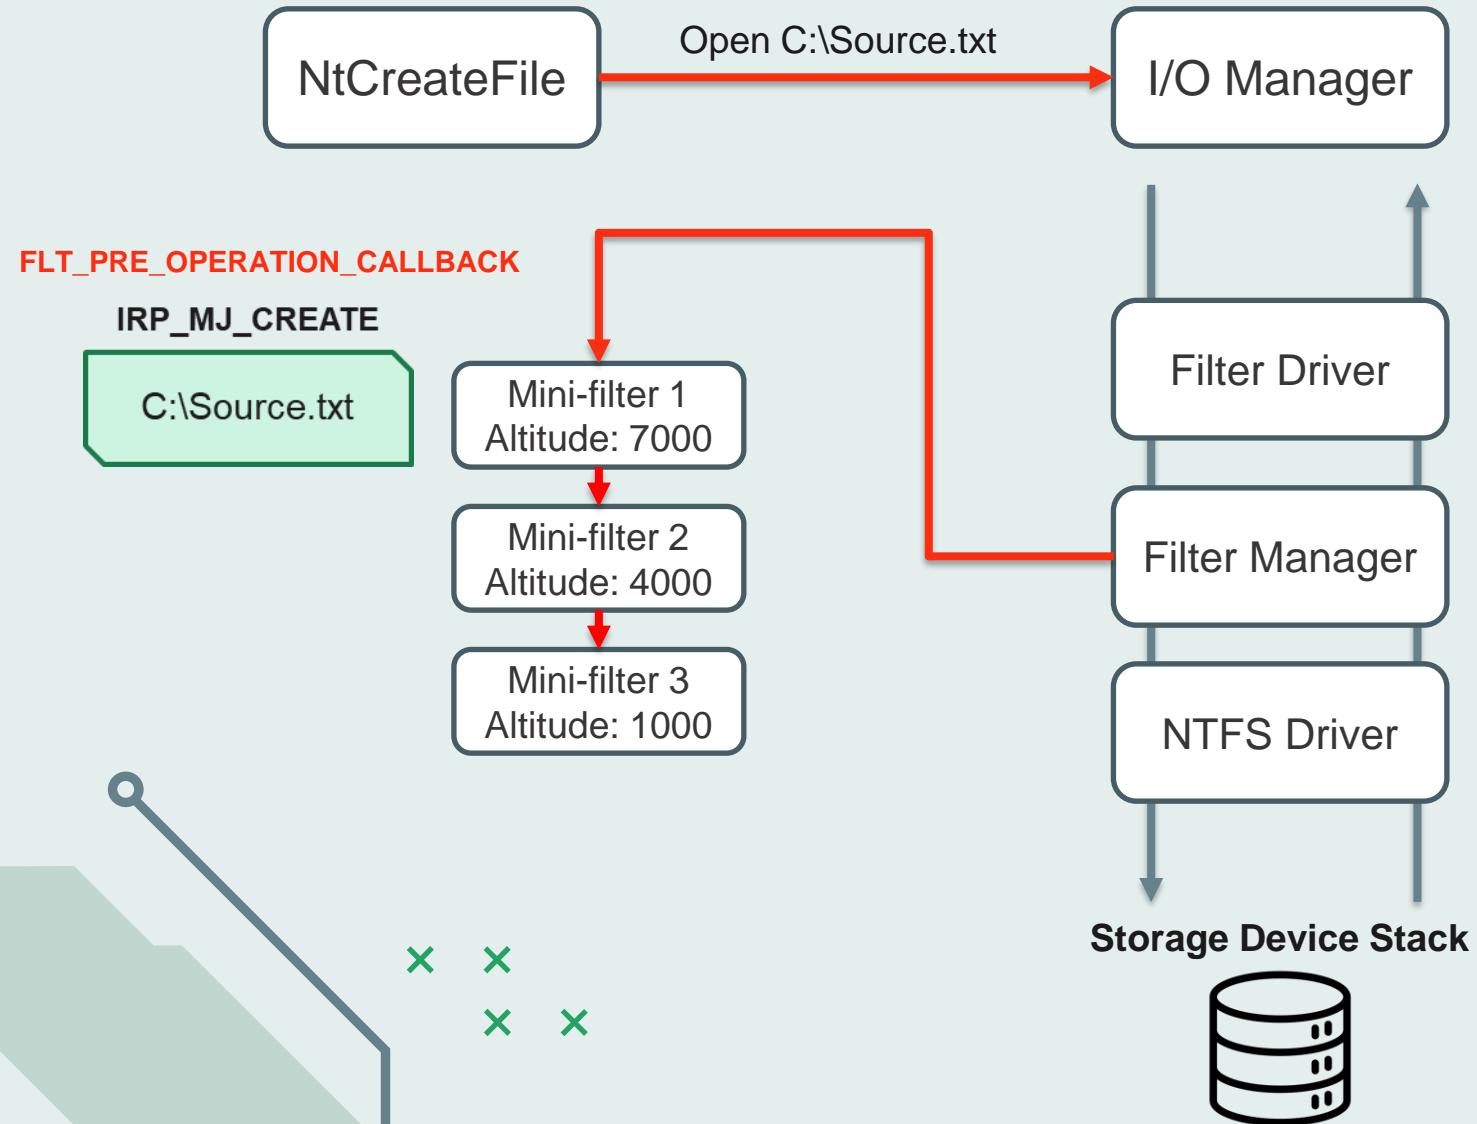 NtCreateFile
Open C:\Source.txt
I/O Manager
FLT_PRE_OPERATION_CALLBACK
IRP_MJ_CREATE
C:\Source.txt
Mini-filter 1
Altitude: 7000
Mini-filter 2
Altitude: 4000
Mini-filter 3
Altitude: 1000
Filter Driver
Filter Manager
NTFS Driver
Storage Device Stack